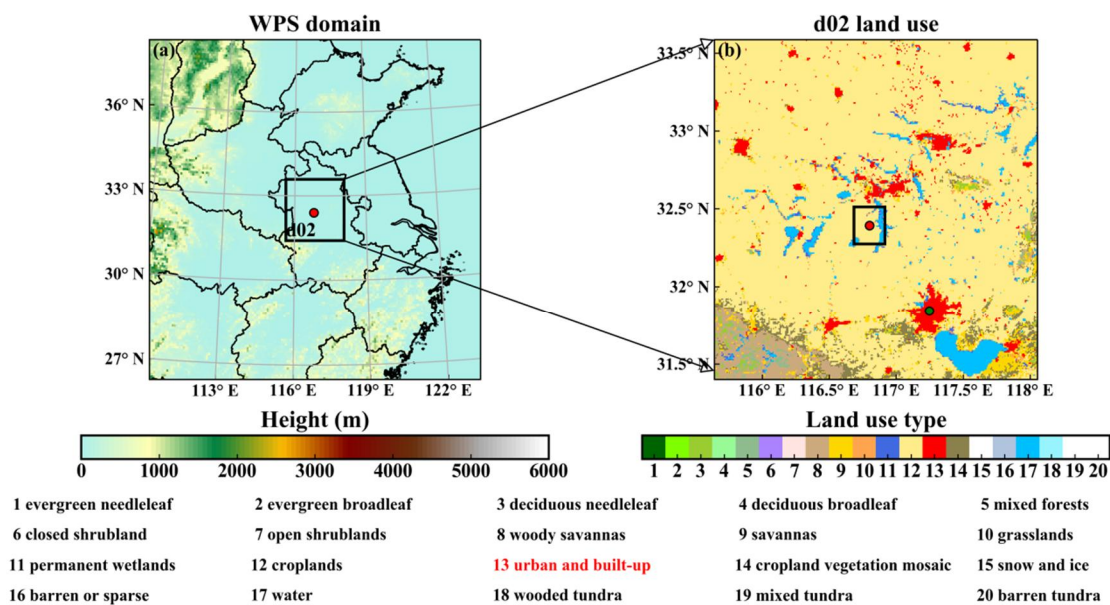 WPS domain
d02 land use
(a)
(b)
36° N
33° N
30° N
27° N
d02
113° E 116° E 119° E 122° E
33.5° N
33° N
32.5° N
32° N
31.5° N
116° E 116.5° E 117° E 117.5° E 118° E
Height (m)
0 1000 2000 3000 4000 5000 6000
Land use type
1 2 3 4 5 6 7 8 9 10 11 12 13 14 15 16 17 18 19 20
1 evergreen needleleaf 2 evergreen broadleaf 3 deciduous needleleaf 4 deciduous broadleaf 5 mixed forests
6 closed shrubland 7 open shrublands 8 woody savannas 9 savannas 10 grasslands
11 permanent wetlands 12 croplands 13 urban and built-up 14 cropland vegetation mosaic 15 snow and ice
16 barren or sparse 17 water 18 wooded tundra 19 mixed tundra 20 barren tundra